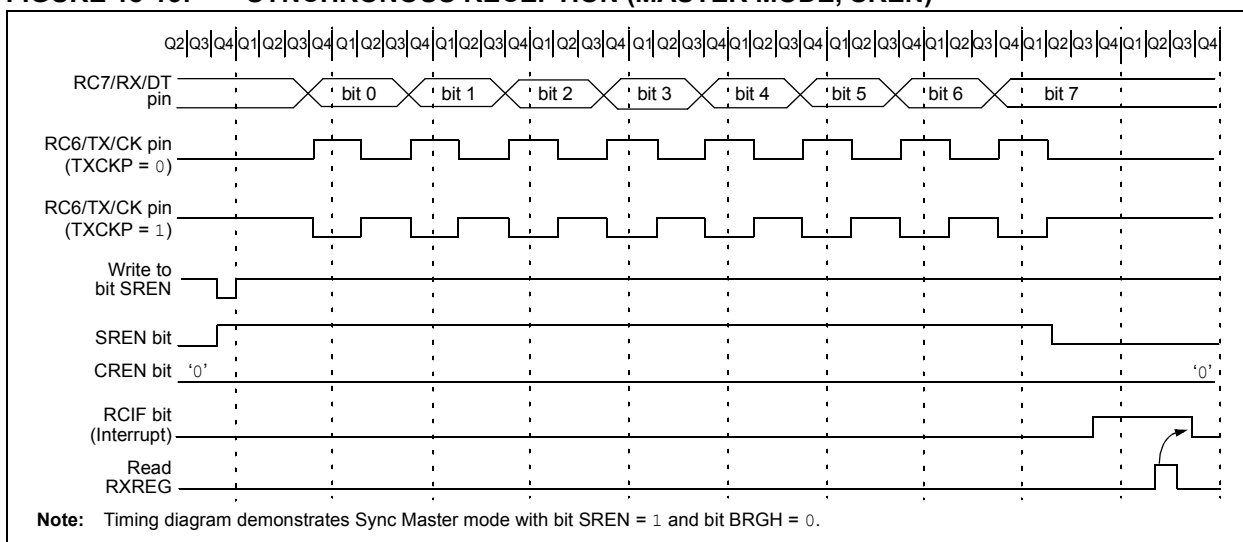 SYNCHRONOUS RECEPTION (MASTER MODE, SREN)
Q2 Q3 Q4 Q1 Q2 Q3 Q4 Q1 Q2 Q3 Q4 Q1 Q2 Q3 Q4 Q1 Q2 Q3 Q4 Q1 Q2 Q3 Q4 Q1 Q2 Q3 Q4 Q1 Q2 Q3 Q4 Q1 Q2 Q3 Q4 Q1 Q2 Q3 Q4 Q1 Q2 Q3 Q4
RC7/RX/DT
pin
bit 0 bit 1 bit 2 bit 3 bit 4 bit 5 bit 6 bit 7
RC6/TX/CK pin
(TXCKP = 0)
RC6/TX/CK pin
(TXCKP = 1)
Write to
bit SREN
SREN bit
CREN bit ‘0’ ‘0’
RCIF bit
(Interrupt)
Read
RXREG
Note: Timing diagram demonstrates Sync Master mode with bit SREN = 1 and bit BRGH = 0.